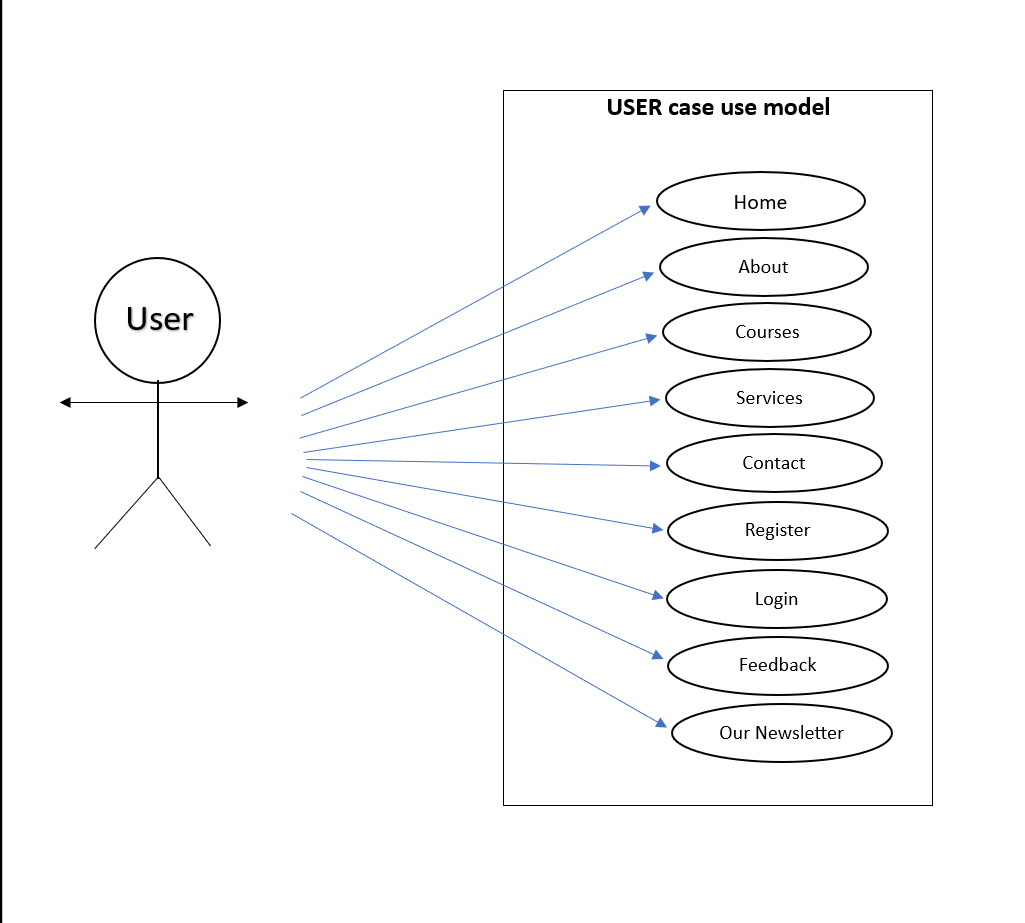 USER case use model
Home
About
User
Courses
Services
Contact
Register
Login
Feedback
Our Newsletter